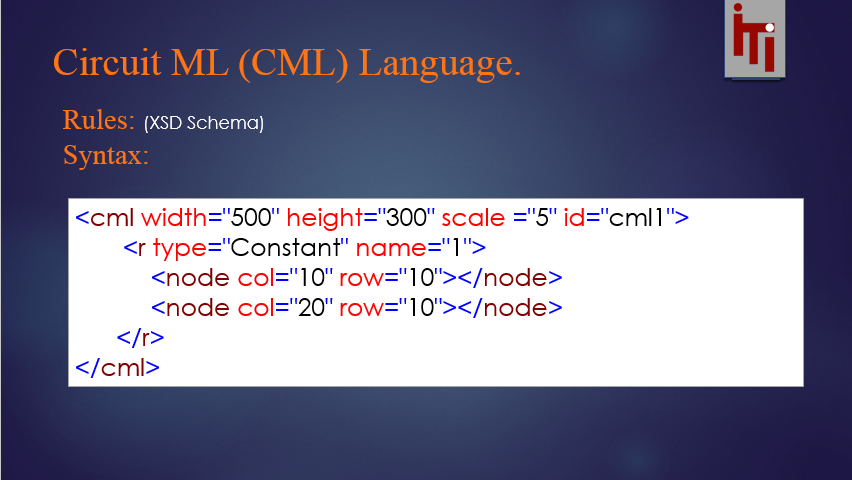 Circuit ML (CML) Language.
iTi
Rules: (XSD Schema)
Syntax:
<cml width="500" height="300" scale ="5" id="cml1">
<r type="Constant" name="1">
<node col="10" row="10"></node>
<node col="20" row="10"></node>
</r>
</cml>